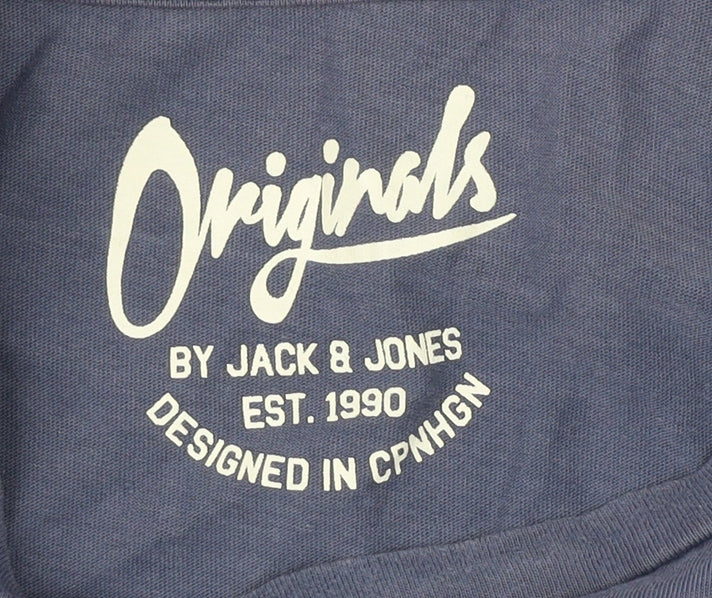 Originals
BY JACK & JONES
EST. 1990
DESIGNED IN CPNHGN